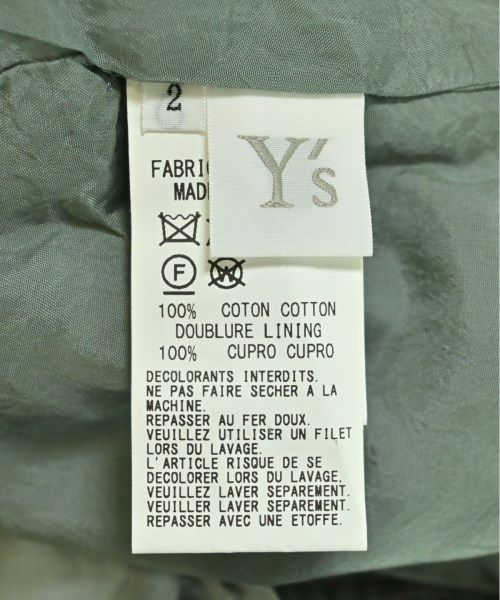 2
Y's
MADE
F
W
100% COTON COTTON
DOUBLURE LINING
100% CUPRO CUPRO
DECOLORANTS INTERDITS.
NE PAS FAIRE SECHER A LA
MACHINE.
REPASSER AU FER DOUX.
VEUILLEZ UTILISER UN FILET
LORS DU LAVAGE.
L'ARTICLE RISQUE DE SE
DECOLORER LORS DU LAVAGE,
VEUILLEZ LAVER SEPAREMENT.
VEUILLEZ LAVER SEPAREMENT.
REPASSER AVEC UNE ETOFFE.